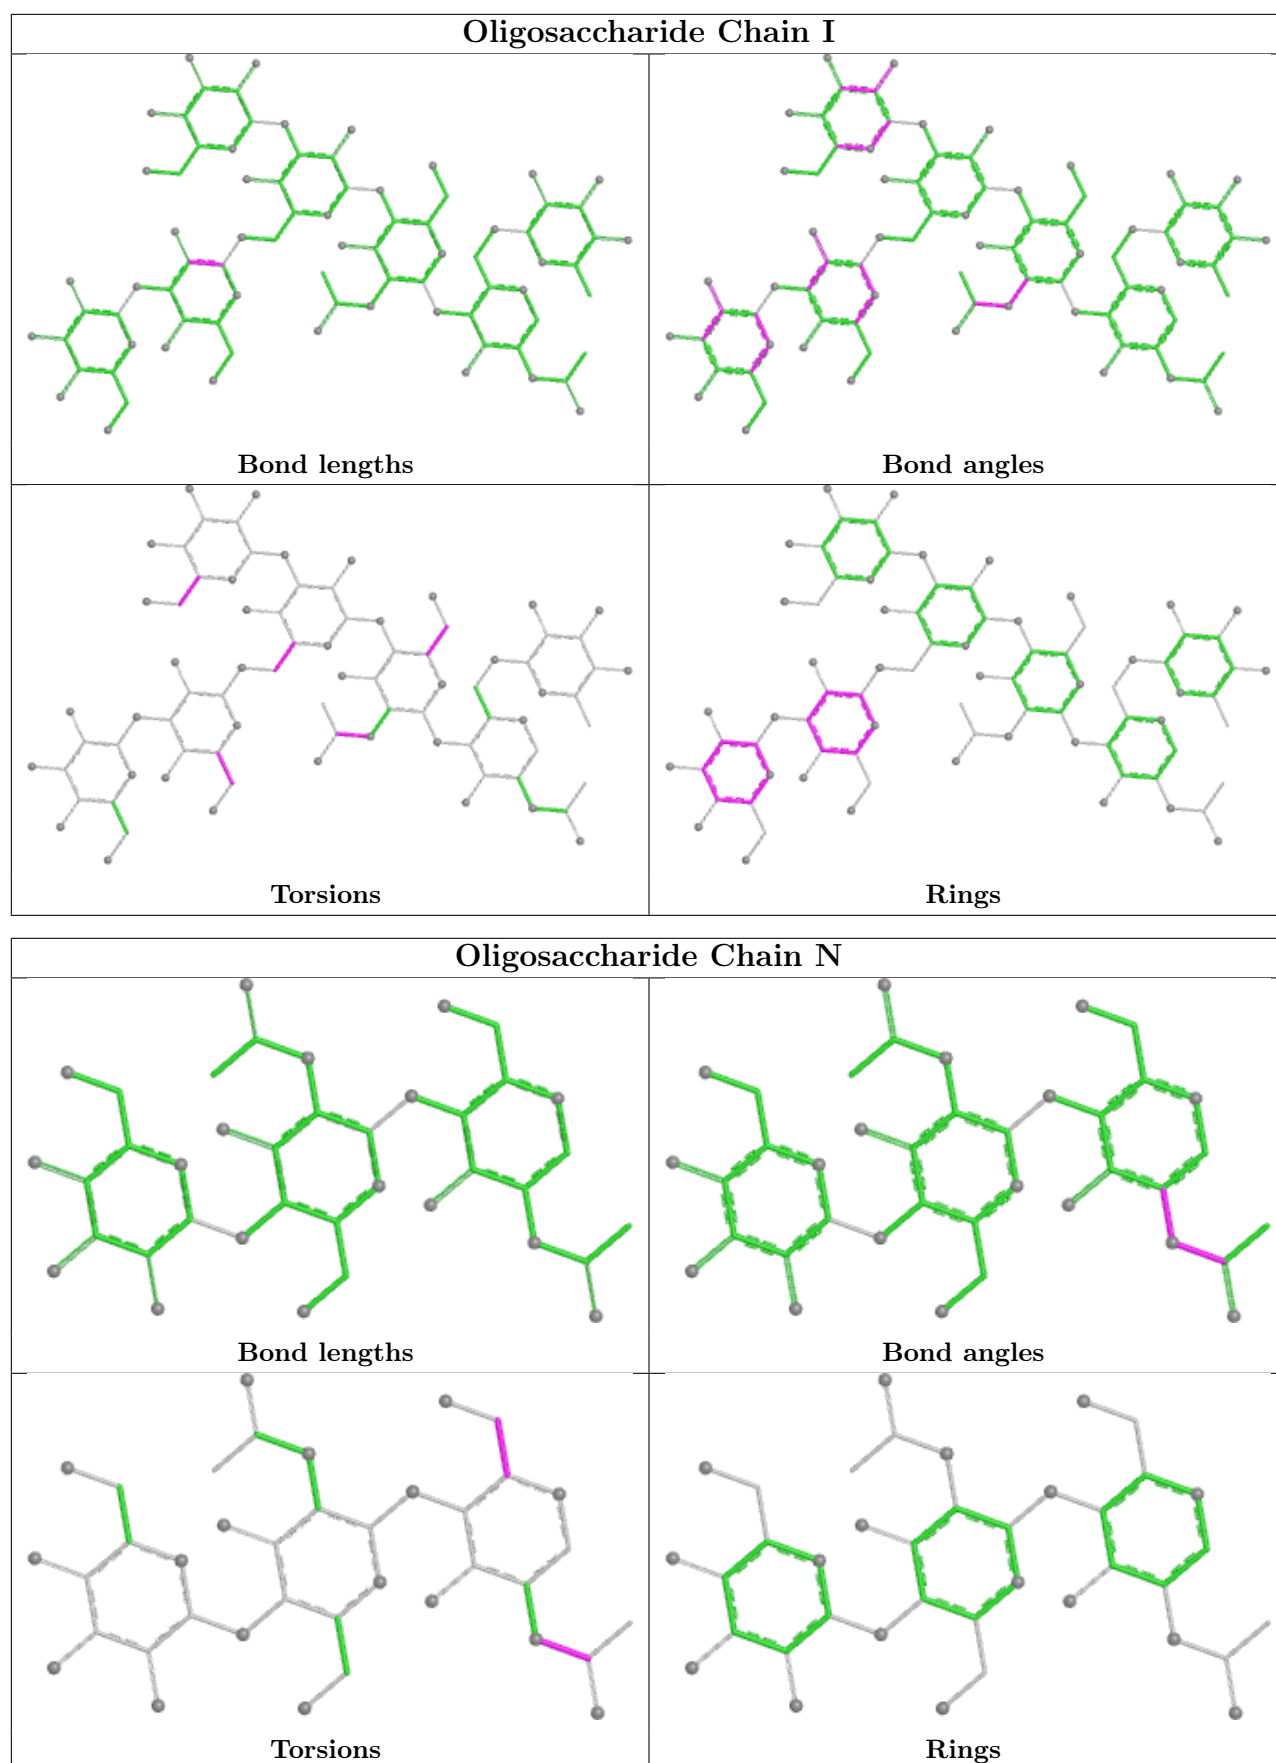 Oligosaccharide Chain I
Bond lengths
Bond angles
Torsions
Rings
Oligosaccharide Chain N
Bond lengths
Bond angles
Torsions
Rings